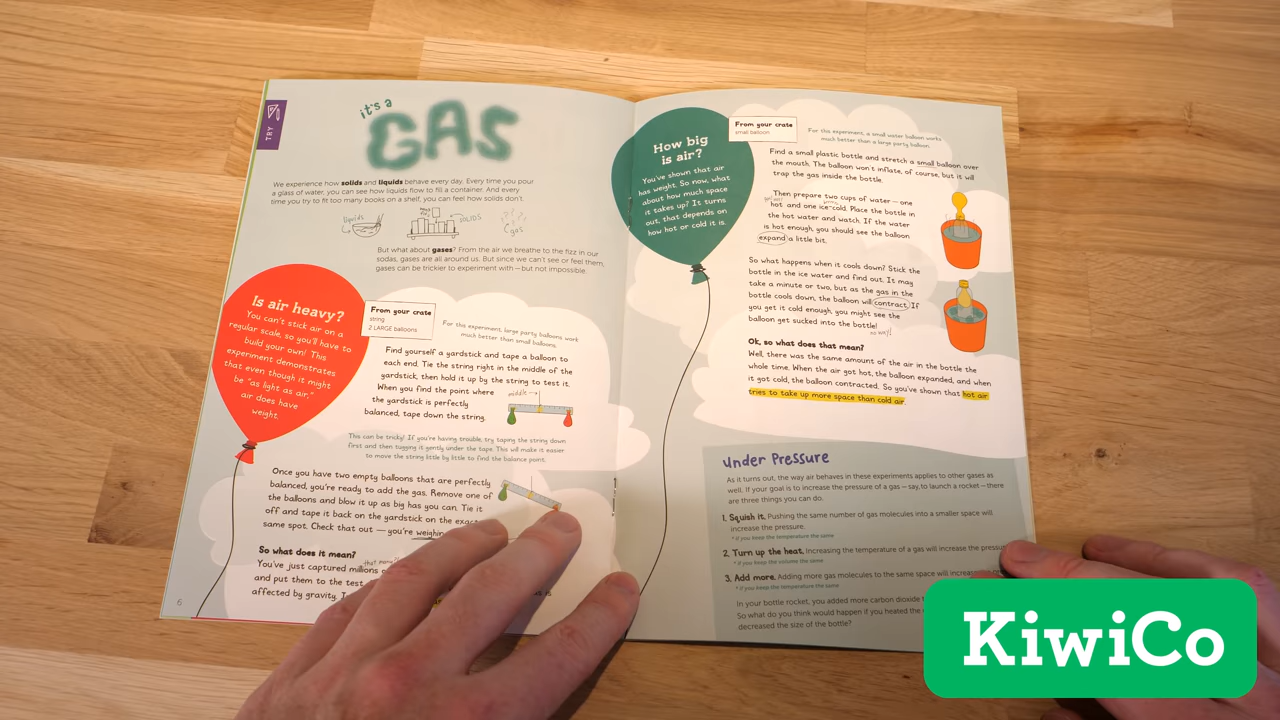 TRY
it's a
GAS
We experience how solids and liquids behave every day. Every time you pour
a glass of water, you can see how liquids flow to fill a container. And every
time you try to fit too many books on a shelf, you can feel how solids don't.
liquids
SOLIDS
gas
But what about gases? From the air we breathe to the fizz in our
sodas, gases are all around us. But since we can't see or feel them,
gases can be trickier to experiment with — but not impossible.
Is air heavy?
You can't stick air on a
regular scale, so you'll have to
build your own! This
experiment demonstrates
that even though it might
be "as light as air,"
air does have
weight.
From your crate
string
2 LARGE balloons
For this experiment, large party balloons work
much better than small balloons.
Find yourself a yardstick and tape a balloon to
each end. Tie the string right in the middle of the
yardstick, then hold it up by the string to test it.
When you find the point where
the yardstick is perfectly
balanced, tape down the string.
middle
This can be tricky! If you're having trouble, try taping the string down
first and then tugging it gently under the tape. This will make it easier
to move the string little by little to find the balance point.
Once you have two empty balloons that are perfectly
balanced, you're ready to add the gas. Remove one of
the balloons and blow it up as big has you can. Tie it
off and tape it back on the yardstick on the exact
same spot. Check that out — you're weighing
So what does it mean?
You've just captured millions
and put them to the test
affected by gravity.
6
How big
is air?
You've shown that air
has weight. So now, what
about how much space
it takes up? It turns
out, that depends on
how hot or cold it is.
From your crate
small balloon
For this experiment, a small water balloon works
much better than a large party balloon.
Find a small plastic bottle and stretch a small balloon over
the mouth. The balloon won't inflate, of course, but it will
trap the gas inside the bottle.
Then prepare two cups of water — one
hot and one ice-cold. Place the bottle in
the hot water and watch. If the water
is hot enough, you should see the balloon
expand a little bit.
So what happens when it cools down? Stick the
bottle in the ice water and find out. It may
take a minute or two, but as the gas in the
bottle cools down, the balloon will contract. If
you get it cold enough, you might see the
balloon get sucked into the bottle!
no way!
Ok, so what does that mean?
Well, there was the same amount of the air in the bottle the
whole time. When the air got hot, the balloon expanded, and when
it got cold, the balloon contracted. So you've shown that hot air
tries to take up more space than cold air.
Under Pressure
As it turns out, the way air behaves in these experiments applies to other gases as
well. If your goal is to increase the pressure of a gas — say, to launch a rocket — there
are three things you can do.
1. Squish it. Pushing the same number of gas molecules into a smaller space will
increase the pressure.
* if you keep the temperature the same
2. Turn up the heat. Increasing the temperature of a gas will increase the pressure
* if you keep the volume the same
3. Add more. Adding more gas molecules to the same space will increase
* if you keep the temperature the same
In your bottle rocket, you added more carbon dioxide
So what do you think would happen if you heated the
decreased the size of the bottle?
KiwiCo